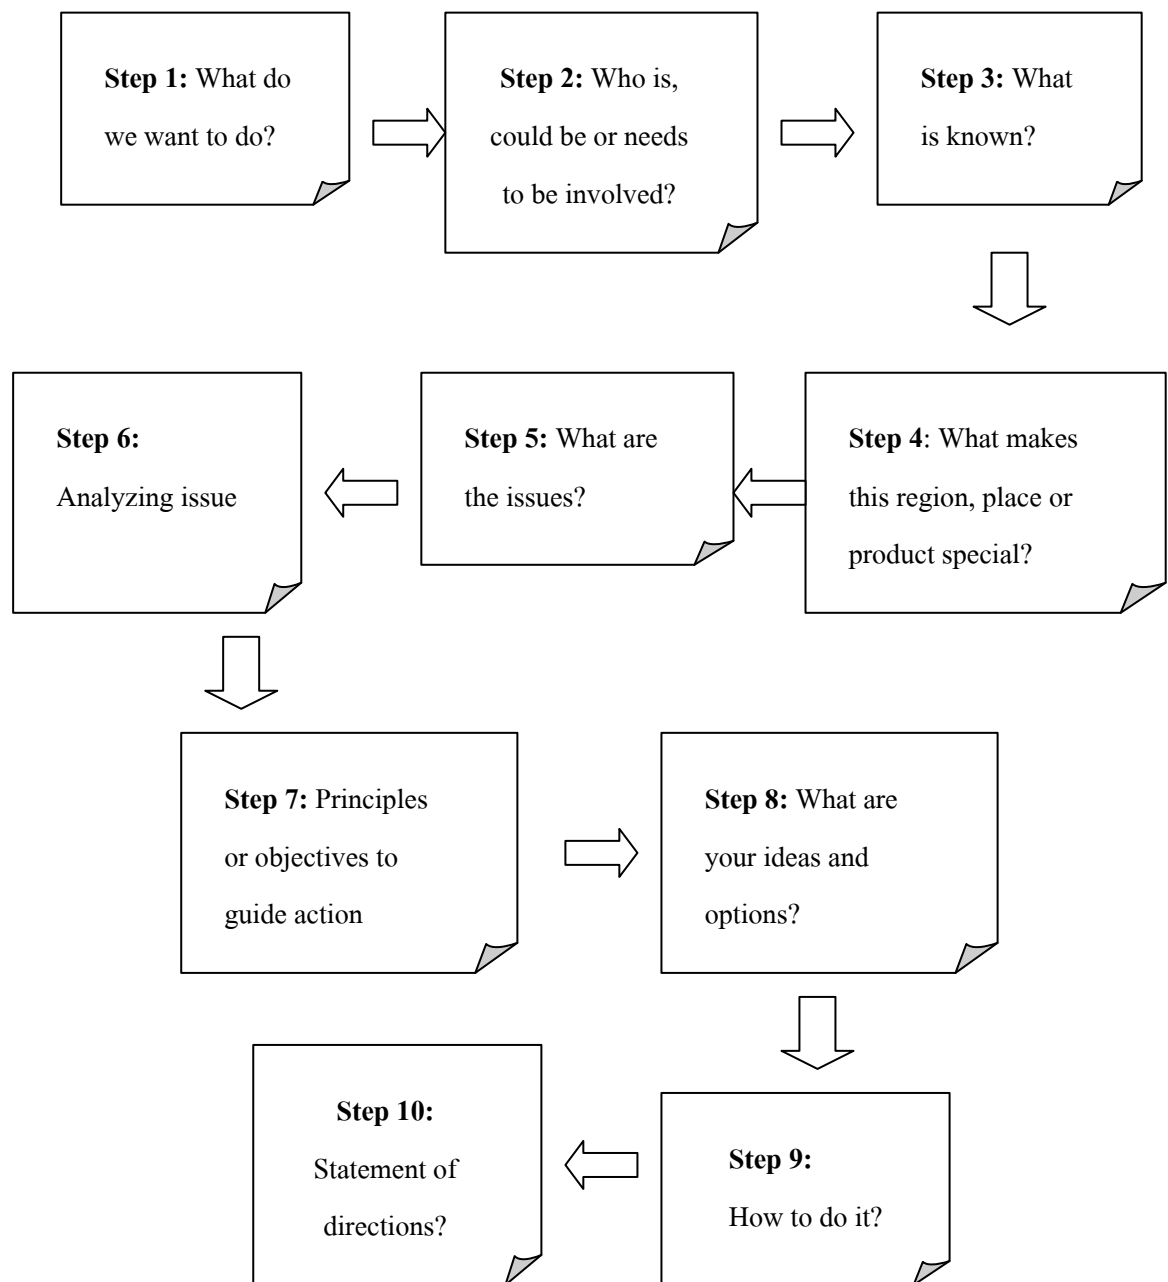 Step 1: What do
we want to do?
Step 2: Who is,
could be or needs
to be involved?
Step 3: What
is known?
Step 4: What makes
this region, place or
product special?
Step 5: What are
the issues?
Step 6:
Analyzing issue
Step 7: Principles
or objectives to
guide action
Step 8: What are
your ideas and
options?
Step 9:
How to do it?
Step 10:
Statement of
directions?